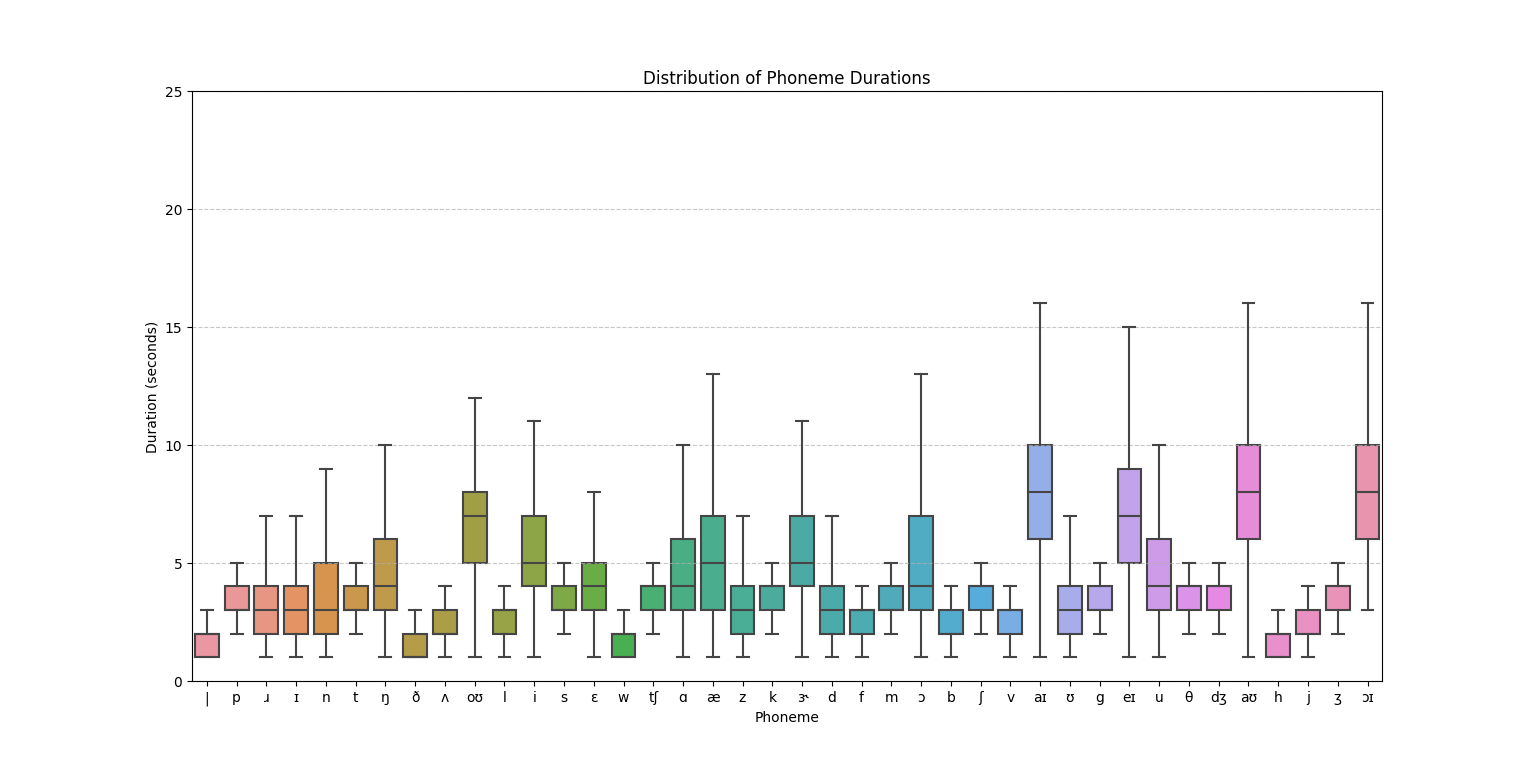 Distribution of Phoneme Durations
25
20
15
10
5
0
Duration (seconds)
| p ɹ ɪ n t ŋ ð ʌ oʊ l i s ɛ w tʃ ɑ æ z k ɝ d f m ɔ b ʃ v aɪ ʊ ɡ eɪ u θ dʒ aʊ h j ʒ ɔɪ
Phoneme